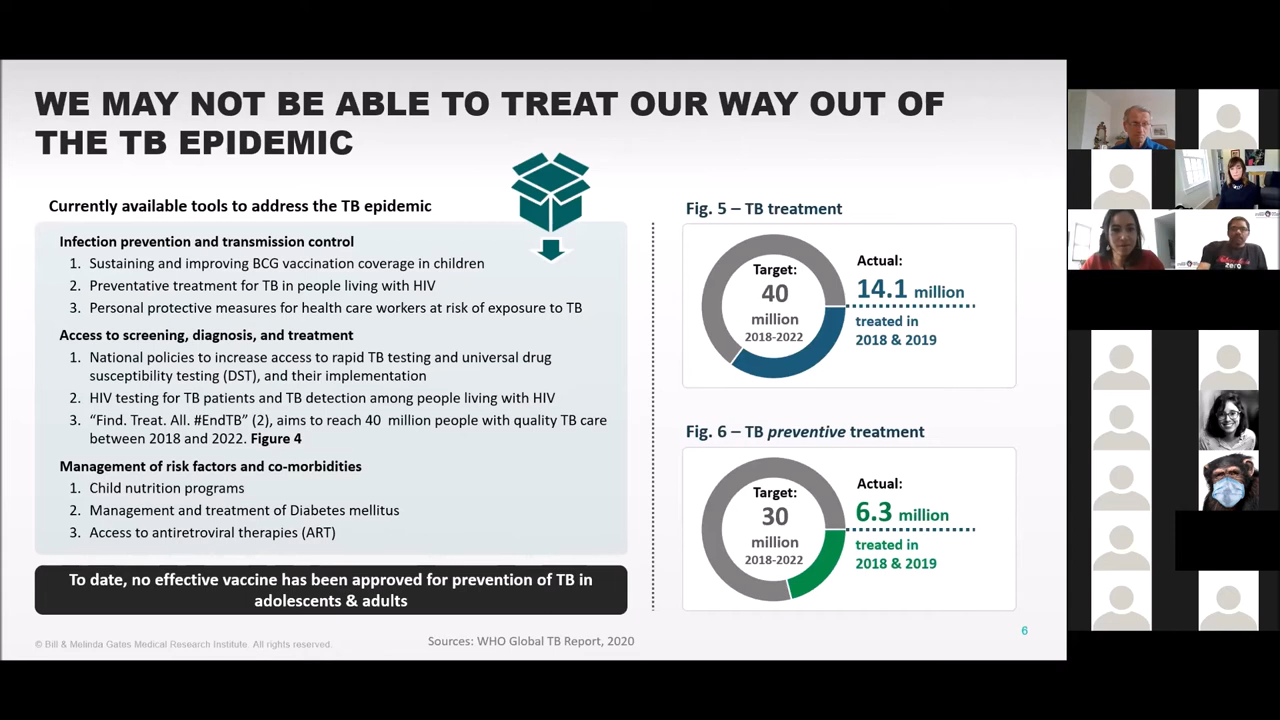 WE MAY NOT BE ABLE TO TREAT OUR WAY OUT OF
THE TB EPIDEMIC
Currently available tools to address the TB epidemic
Infection prevention and transmission control
1. Sustaining and improving BCG vaccination coverage in children
2. Preventative treatment for TB in people living with HIV
3. Personal protective measures for health care workers at risk of exposure to TB
Access to screening, diagnosis, and treatment
1. National policies to increase access to rapid TB testing and universal drug
susceptibility testing (DST), and their implementation
2. HIV testing for TB patients and TB detection among people living with HIV
3. “Find. Treat. All. #EndTB” (2), aims to reach 40 million people with quality TB care
between 2018 and 2022. Figure 4
Management of risk factors and co-morbidities
1. Child nutrition programs
2. Management and treatment of Diabetes mellitus
3. Access to antiretroviral therapies (ART)
To date, no effective vaccine has been approved for prevention of TB in
adolescents & adults
Fig. 5 – TB treatment
Target:
40
million
2018-2022
Actual:
14.1 million
treated in
2018 & 2019
Fig. 6 – TB preventive treatment
Target:
30
million
2018-2022
Actual:
6.3 million
treated in
2018 & 2019
© Bill & Melinda Gates Medical Research Institute. All rights reserved.
Sources: WHO Global TB Report, 2020
6
zero